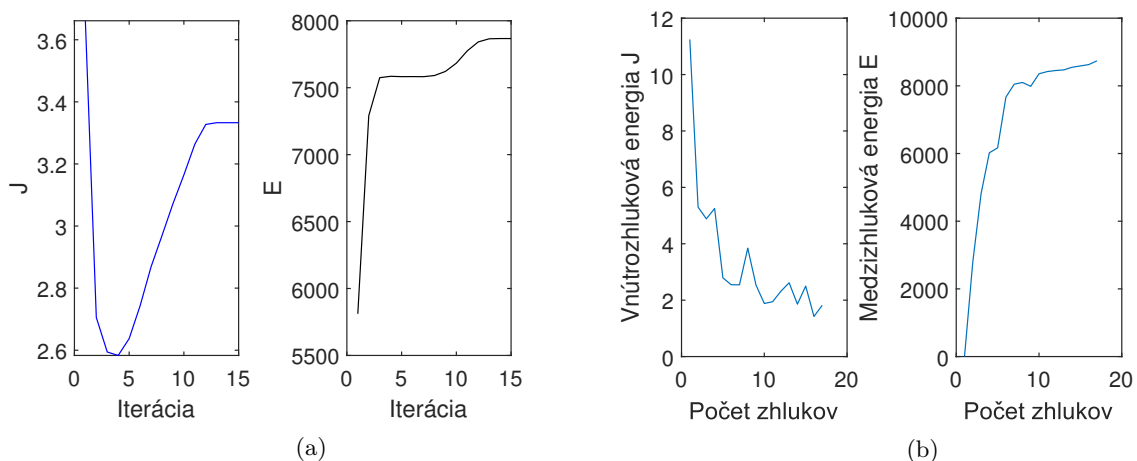 J
3.6
3.4
3.2
3
2.8
2.6
0 5 10 15
Iterácia
E
8000
7500
7000
6500
6000
5500
0 5 10 15
Iterácia
(a)
Vnútrozhluková energia J
12
10
8
6
4
2
0
0 10 20
Počet zhlukov
Medzizhluková energia E
10000
8000
6000
4000
2000
0
0 10 20
Počet zhlukov
(b)